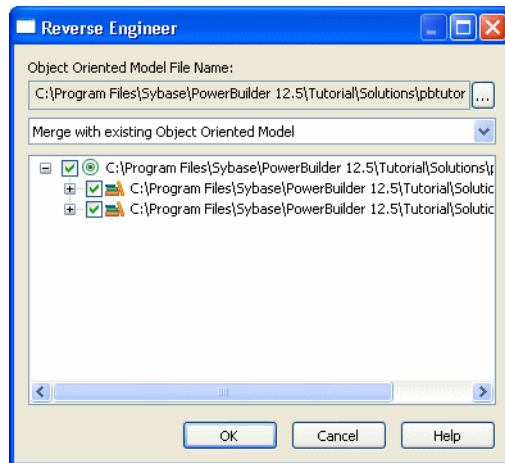 Reverse Engineer
Object Oriented Model File Name:
C:\Program Files\Sybase\PowerBuilder 12.5\Tutorial\Solutions\pbtutor
...
Merge with existing Object Oriented Model
C:\Program Files\Sybase\PowerBuilder 12.5\Tutorial\Solutions\
C:\Program Files\Sybase\PowerBuilder 12.5\Tutorial\Solutic
C:\Program Files\Sybase\PowerBuilder 12.5\Tutorial\Solutic
OK
Cancel
Help